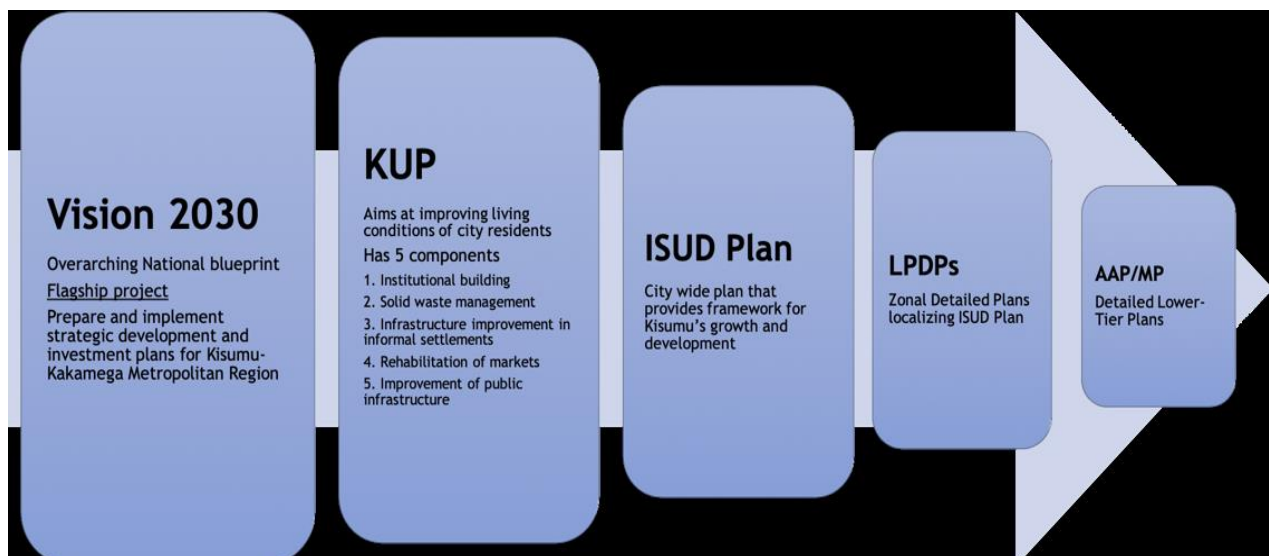 Vision 2030
Overarching National blueprint
Flagship project
Prepare and implement
strategic development and
investment plans for Kisumu-
Kakamega Metropolitan Region
KUP
Aims at improving living
conditions of city residents
Has 5 components
1. Institutional building
2. Solid waste management
3. Infrastructure improvement in
informal settlements
4. Rehabilitation of markets
5. Improvement of public
infrastructure
ISUD Plan
City wide plan that
provides framework for
Kisumu's growth and
development
LPDPs
Zonal Detailed Plans
localizing ISUD Plan
AAP/MP
Detailed Lower-
Tier Plans